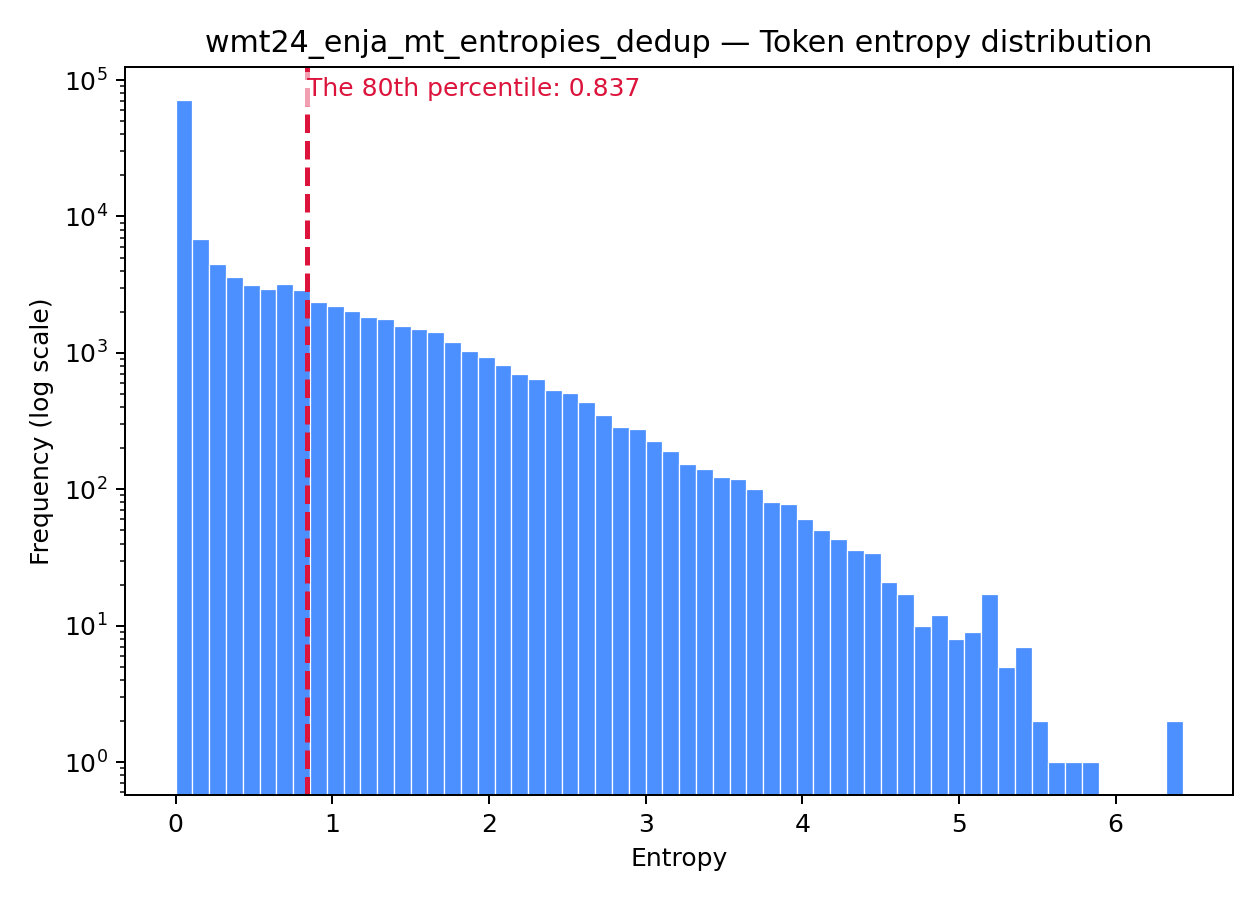 wmt24_enja_mt_entropies_dedup — Token entropy distribution
The 80th percentile: 0.837
Frequency (log scale)
10^5
10^4
10^3
10^2
10^1
10^0
0 1 2 3 4 5 6
Entropy